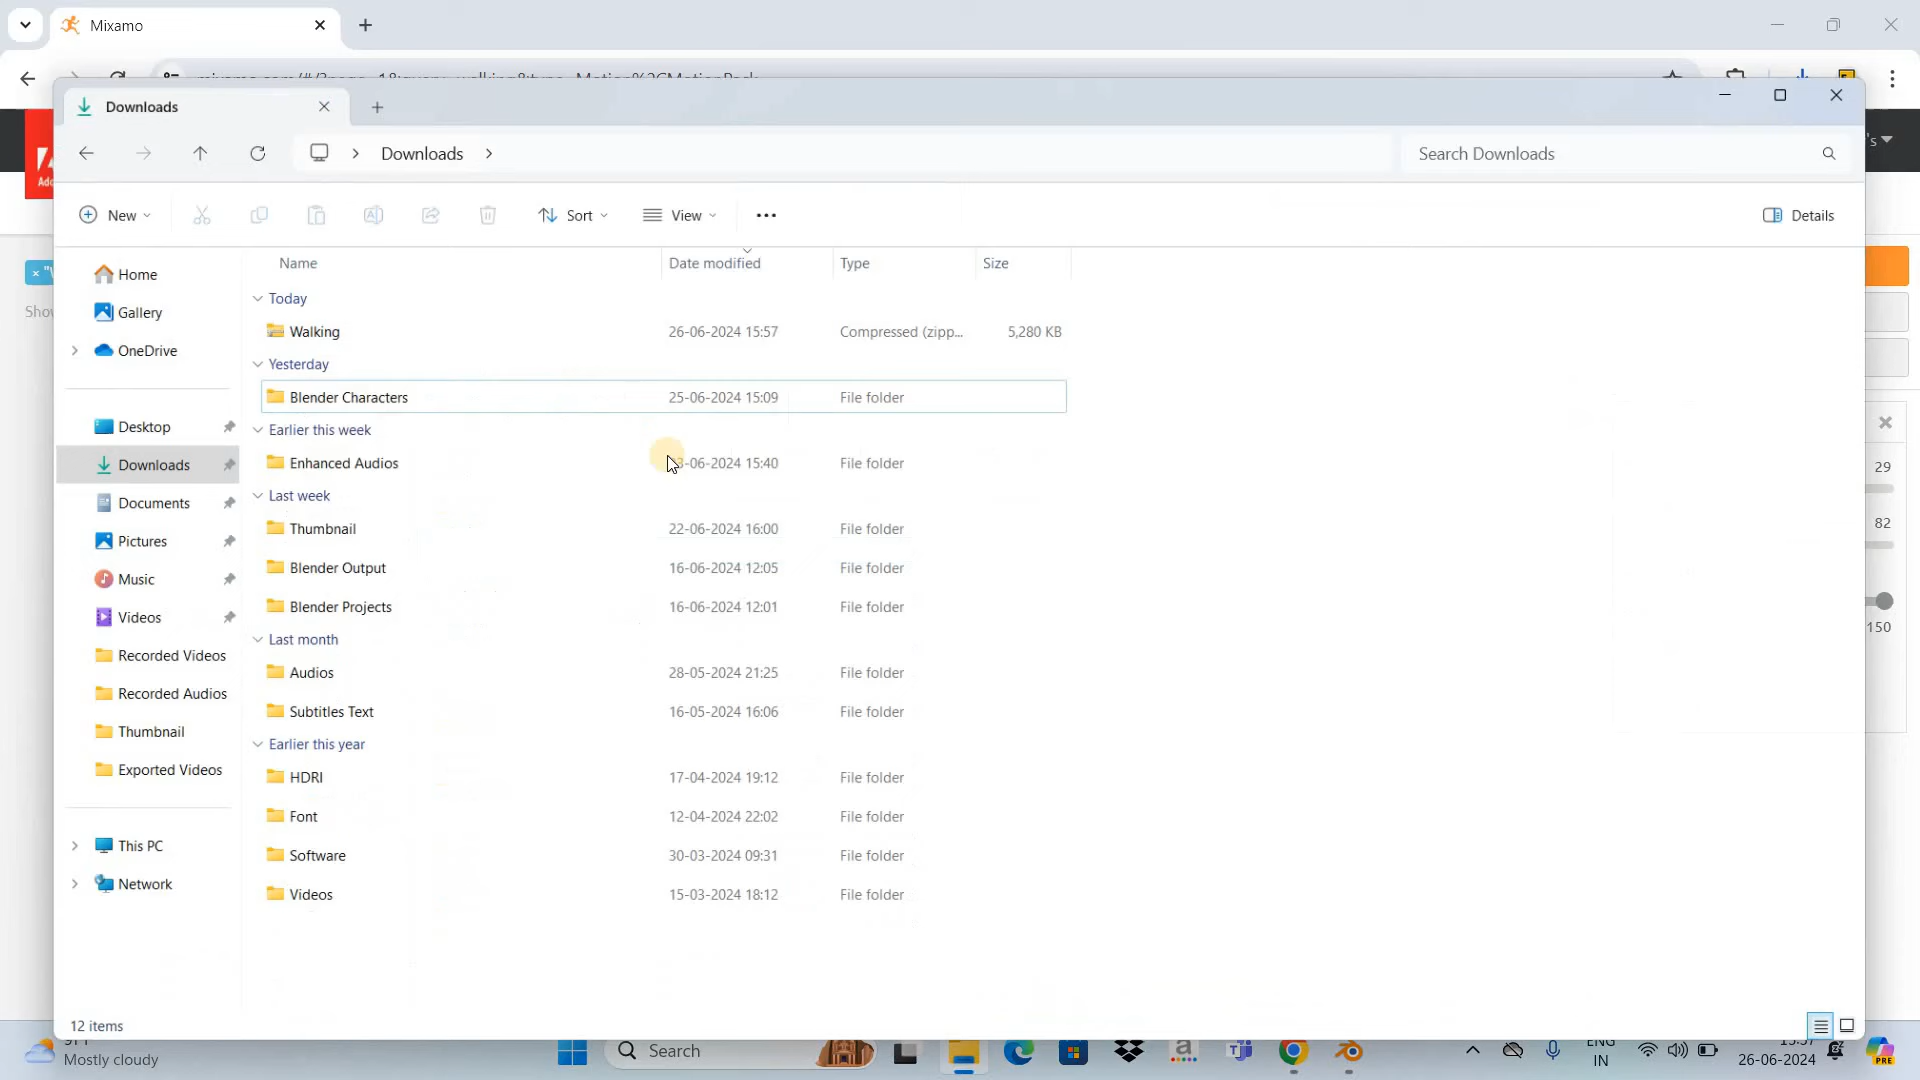 Mixamo
Downloads
Downloads
Search Downloads
New
Sort
View
Details
Name
Date modified
Type
Size
Home
Gallery
OneDrive
Desktop
Downloads
Documents
Pictures
Music
Videos
Recorded Videos
Recorded Audios
Thumbnail
Exported Videos
This PC
Network
Today
Walking 26-06-2024 15:57 Compressed (zipp... 5,280 KB
Yesterday
Blender Characters 25-06-2024 15:09 File folder
Earlier this week
Enhanced Audios 3-06-2024 15:40 File folder
Last week
Thumbnail 22-06-2024 16:00 File folder
Blender Output 16-06-2024 12:05 File folder
Blender Projects 16-06-2024 12:01 File folder
Last month
Audios 28-05-2024 21:25 File folder
Subtitles Text 16-05-2024 16:06 File folder
Earlier this year
HDRI 17-04-2024 19:12 File folder
Font 12-04-2024 22:02 File folder
Software 30-03-2024 09:31 File folder
Videos 15-03-2024 18:12 File folder
12 items
's
29
82
150
Mostly cloudy
Search
ENG
IN
26-06-2024
PRE